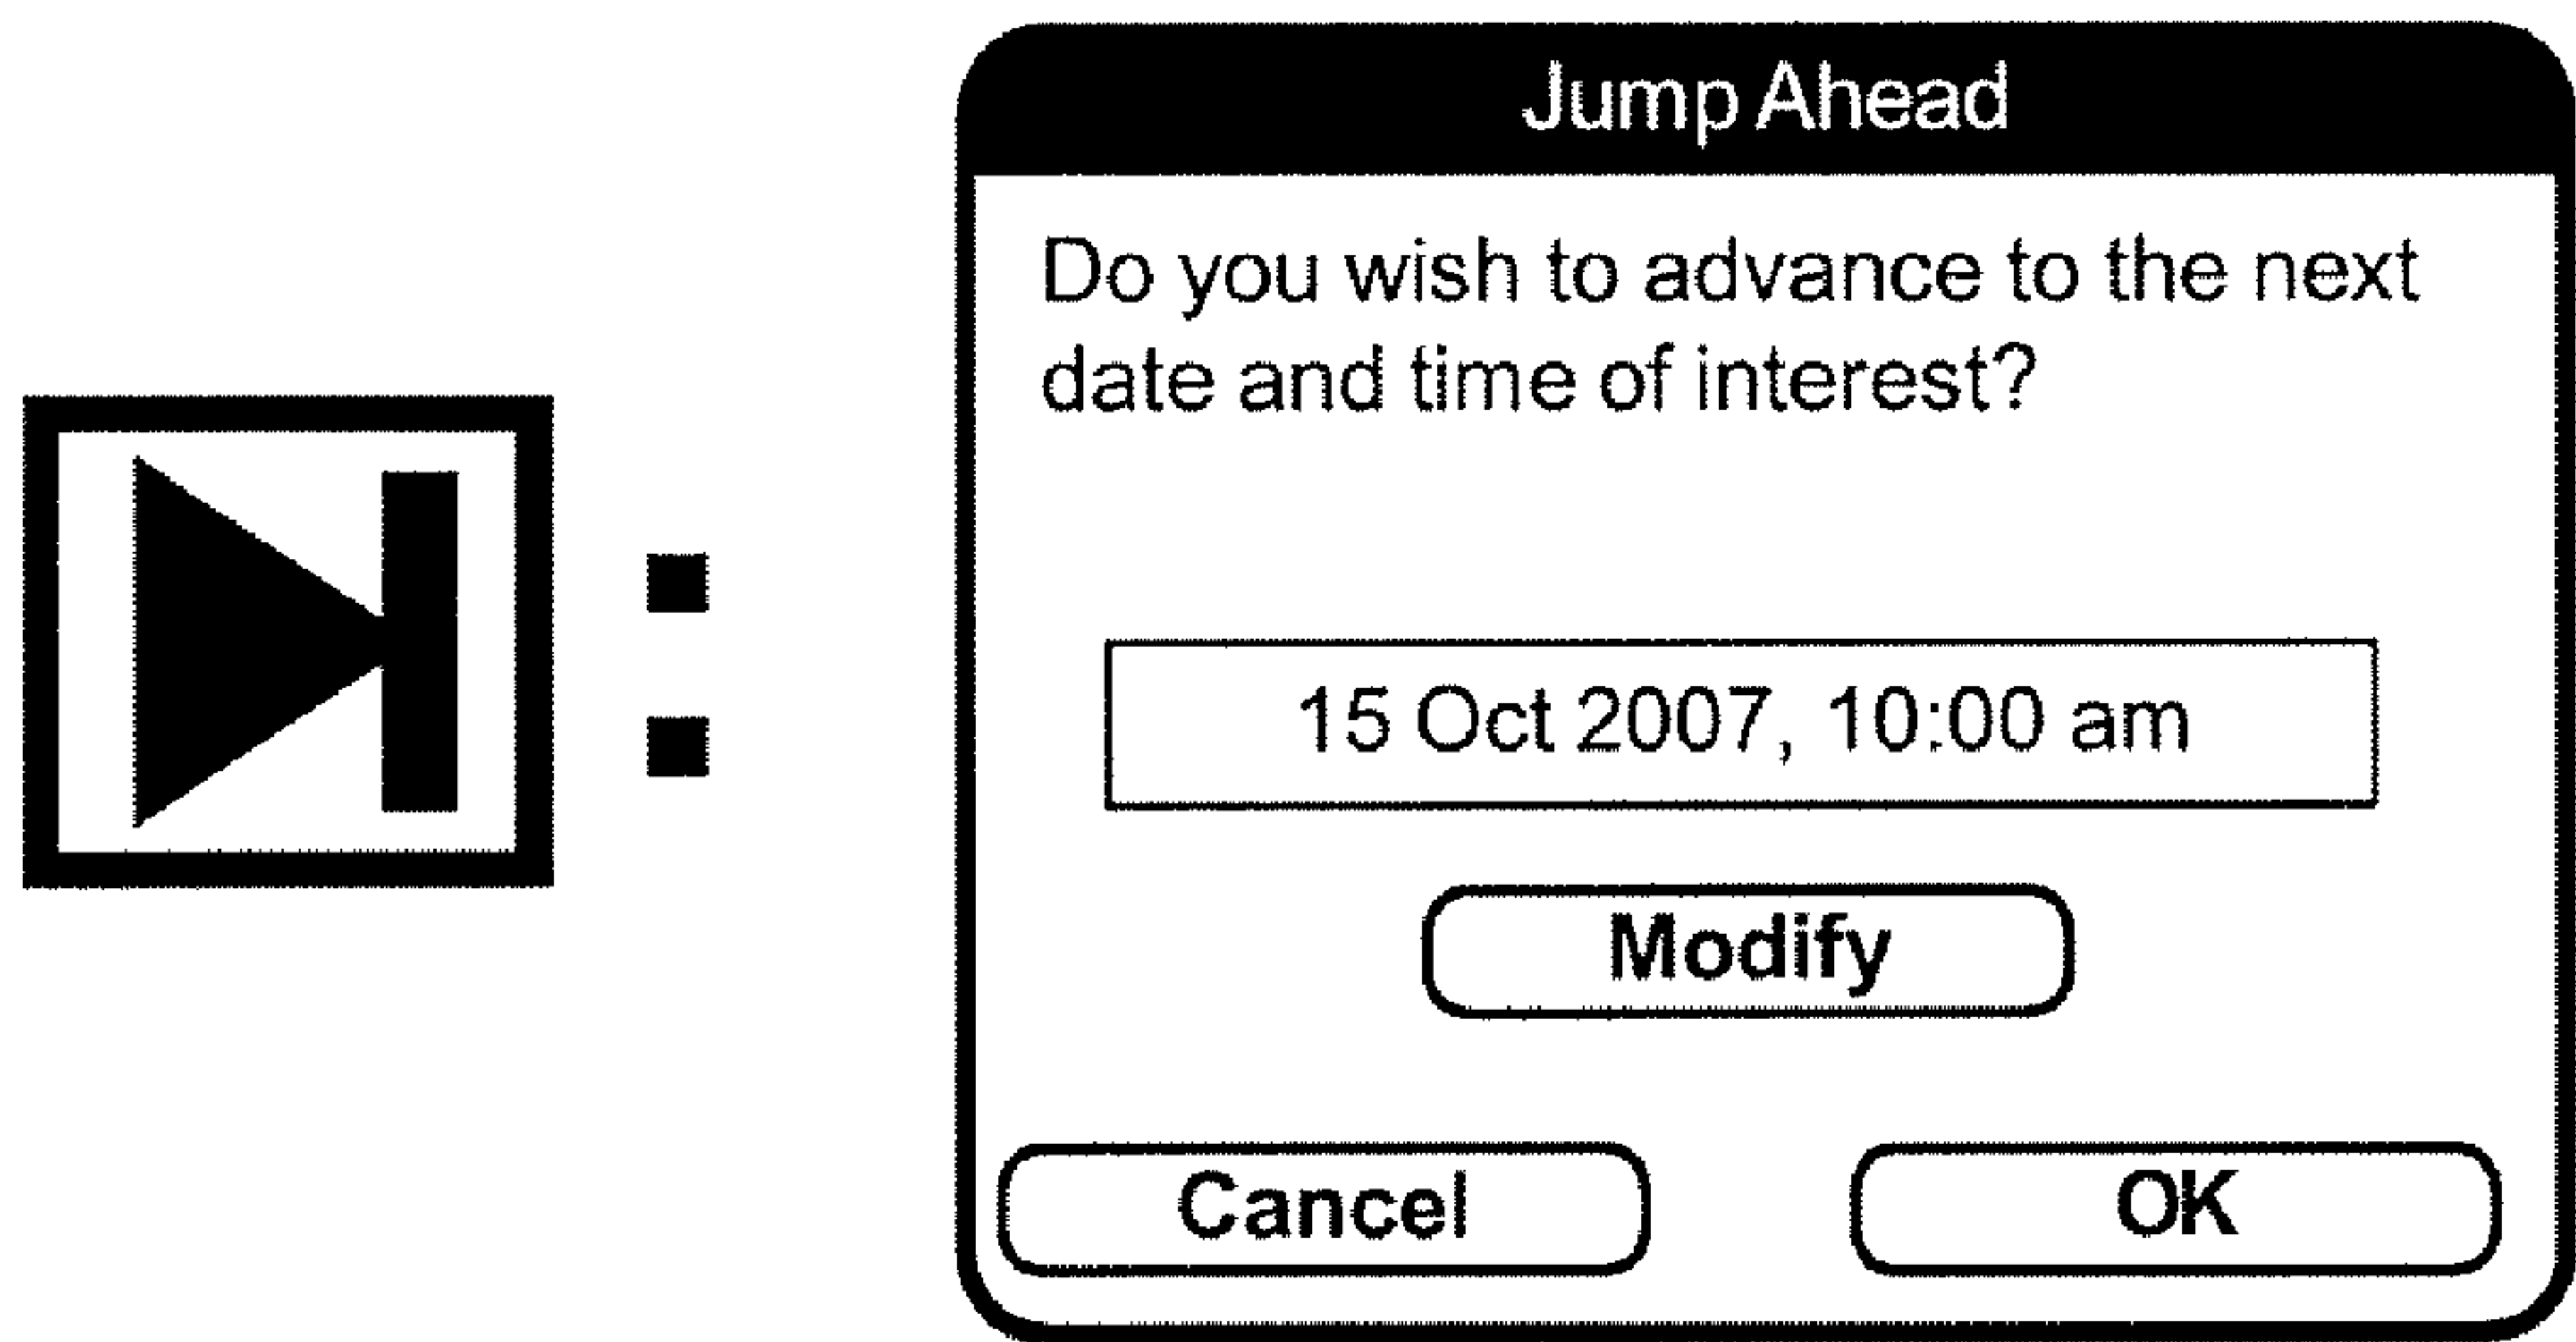 Jump Ahead
Do you wish to advance to the next
date and time of interest?
15 Oct 2007, 10:00 am
Modify
Cancel OK